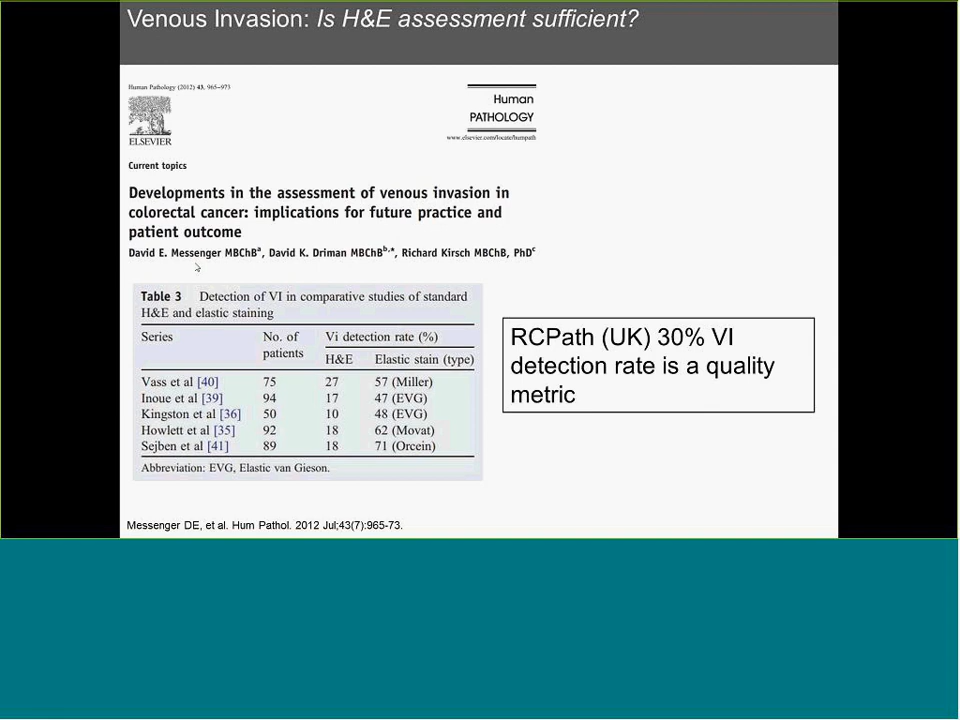 Venous Invasion: Is H&E assessment sufficient?
Human Pathology (2012) 43, 965–973
ELSEVIER
Human
PATHOLOGY
www.elsevier.com/locate/humpath
Current topics
Developments in the assessment of venous invasion in
colorectal cancer: implications for future practice and
patient outcome
David E. Messenger MBChBᵃ, David K. Driman MBChBᵇ,*, Richard Kirsch MBChB, PhDᶜ
Table 3 Detection of VI in comparative studies of standard
H&E and elastic staining
Series No. of patients Vi detection rate (%)
H&E Elastic stain (type)
Vass et al [40] 75 27 57 (Miller)
Inoue et al [39] 94 17 47 (EVG)
Kingston et al [36] 50 10 48 (EVG)
Howlett et al [35] 92 18 62 (Movat)
Sejben et al [41] 89 18 71 (Orcein)
Abbreviation: EVG, Elastic van Gieson.
RCPath (UK) 30% VI
detection rate is a quality
metric
Messenger DE, et al. Hum Pathol. 2012 Jul;43(7):965-73.